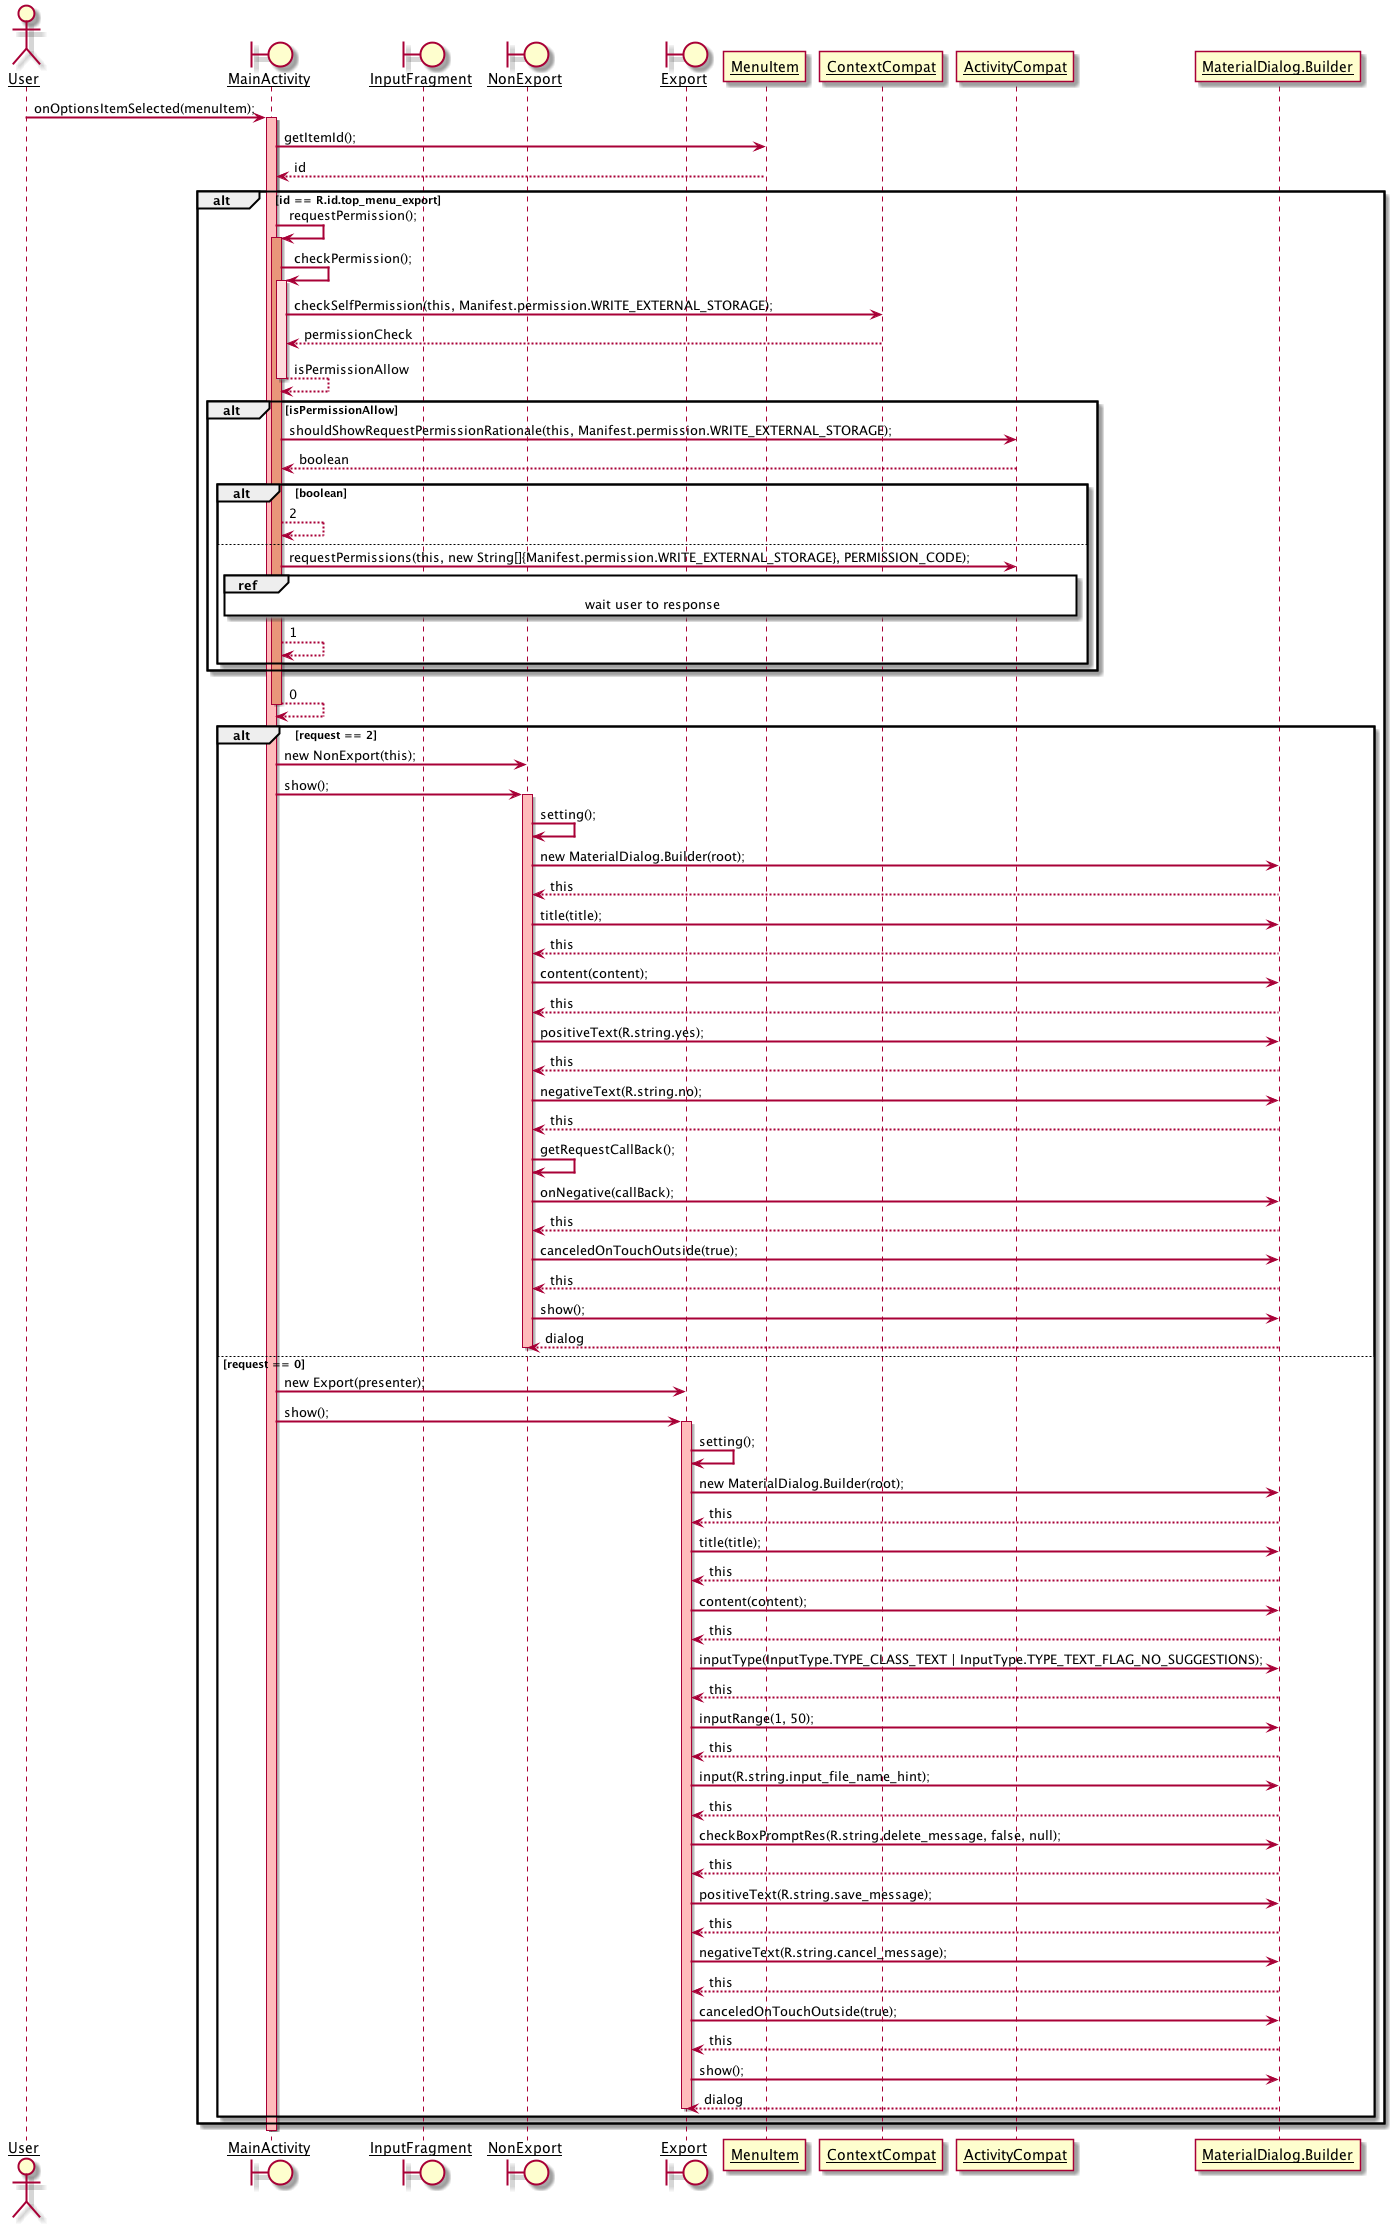 User
MainActivity
InputFragment
NonExport
Export
MenuItem
ContextCompat
ActivityCompat
MaterialDialog.Builder
onOptionsItemSelected(menuItem);
getItemId();
id
alt [id == R.id.top_menu_export]
requestPermission();
checkPermission();
checkSelfPermission(this, Manifest.permission.WRITE_EXTERNAL_STORAGE);
permissionCheck
isPermissionAllow
alt [isPermissionAllow]
shouldShowRequestPermissionRationale(this, Manifest.permission.WRITE_EXTERNAL_STORAGE);
boolean
alt [boolean]
2
requestPermissions(this, new String[]{Manifest.permission.WRITE_EXTERNAL_STORAGE}, PERMISSION_CODE);
ref
wait user to response
1
0
alt [request == 2]
new NonExport(this);
show();
setting();
new MaterialDialog.Builder(root);
this
title(title);
this
content(content);
this
positiveText(R.string.yes);
this
negativeText(R.string.no);
this
getRequestCallBack();
onNegative(callBack);
this
canceledOnTouchOutside(true);
this
show();
dialog
[request == 0]
new Export(presenter);
show();
setting();
new MaterialDialog.Builder(root);
this
title(title);
this
content(content);
this
inputType(InputType.TYPE_CLASS_TEXT | InputType.TYPE_TEXT_FLAG_NO_SUGGESTIONS);
this
inputRange(1, 50);
this
input(R.string.input_file_name_hint);
this
checkBoxPromptRes(R.string.delete_message, false, null);
this
positiveText(R.string.save_message);
this
negativeText(R.string.cancel_message);
this
canceledOnTouchOutside(true);
this
show();
dialog
User
MainActivity
InputFragment
NonExport
Export
MenuItem
ContextCompat
ActivityCompat
MaterialDialog.Builder